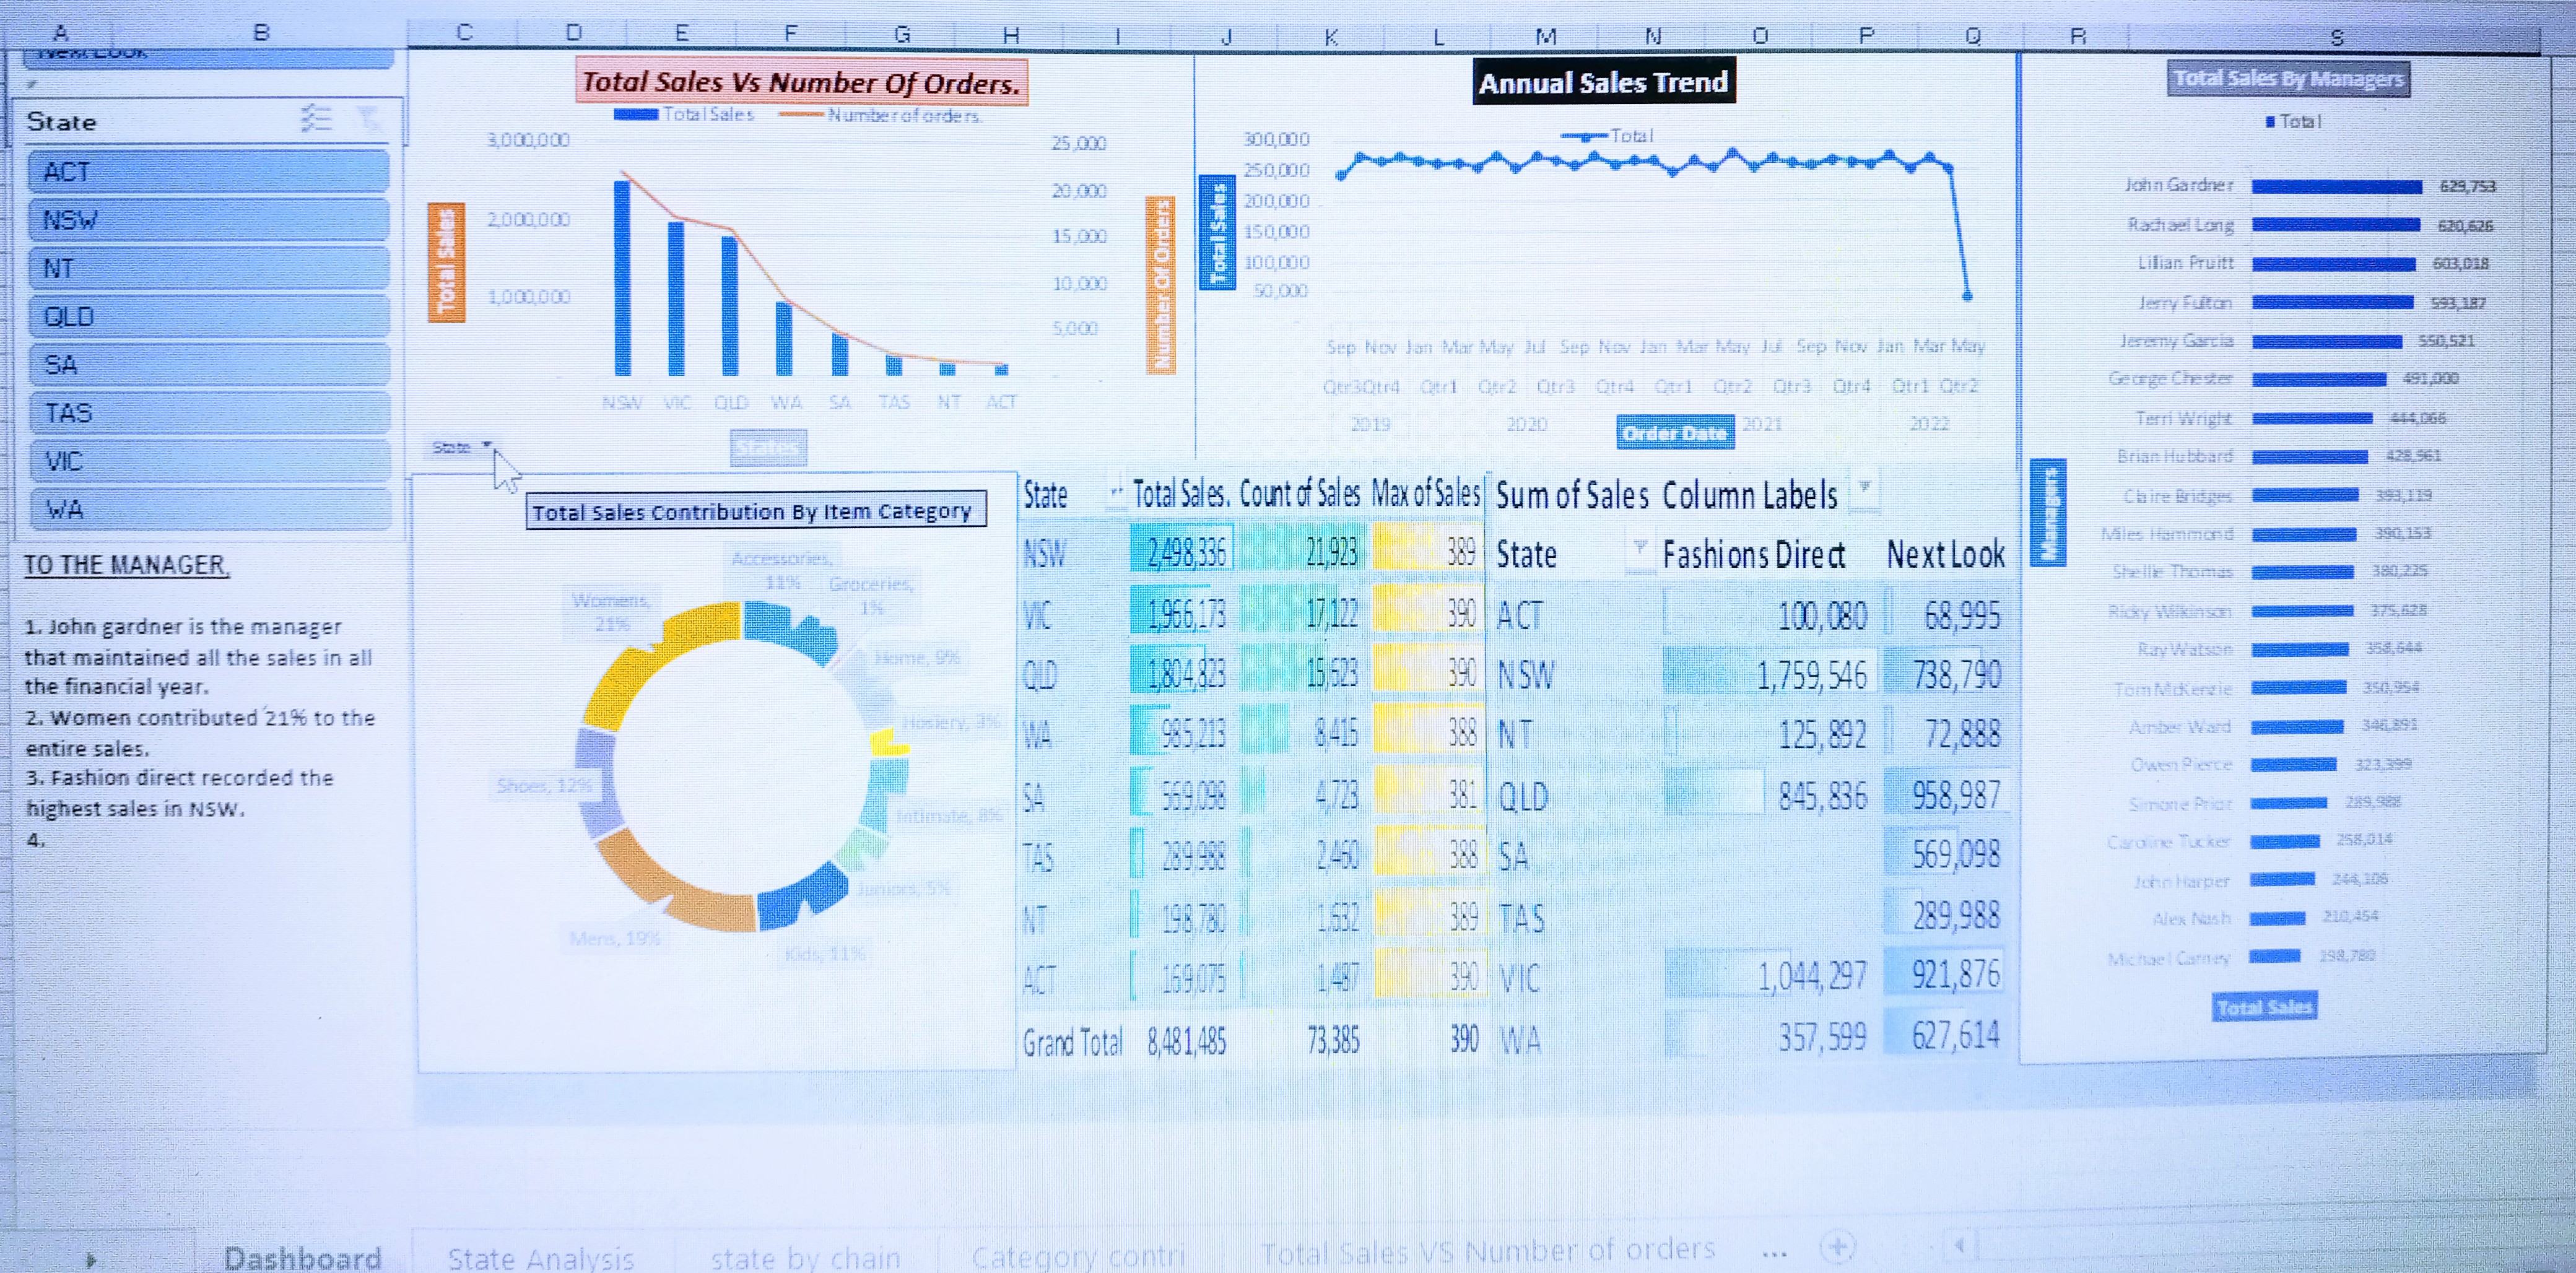 A B C D E F G H I J K L M N O P Q R S
New Look
State
ACT
NSW
NT
QLD
SA
TAS
VIC
WA
TO THE MANAGER,
1. John gardner is the manager
that maintained all the sales in all
the financial year.
2. Women contributed 21% to the
entire sales.
3. Fashion direct recorded the
highest sales in NSW.
4.
Total Sales Vs Number Of Orders.
Total Sales Number of orders.
3,000,000
2,000,000
1,000,000
-
25,000
20,000
15,000
10,000
5,000
-
Total Sales
Number Of Orders
NSW VIC QLD WA SA TAS NT ACT
State
States
Annual Sales Trend
Total
300,000
250,000
200,000
150,000
100,000
50,000
Total Sales
Sep Nov Jan Mar May Jul Sep Nov Jan Mar May Jul Sep Nov Jan Mar May
Qtr3 Qtr4 Qtr1 Qtr2 Qtr3 Qtr4 Qtr1 Qtr2 Qtr3 Qtr4 Qtr1 Qtr2
2019 2020 2021 2022
Order Date
Total Sales Contribution By Item Category
Accessories,
11%
Groceries,
1%
Home, 9%
Hosiery, 3%
Intimate, 8%
Juniors, 5%
Kids, 11%
Mens, 19%
Shoes, 12%
Womens,
21%
State Total Sales. Count of Sales Max of Sales
NSW 2,498,336 21,923 389
VIC 1,966,173 17,122 390
QLD 1,804,823 15,623 390
WA 985,213 8,415 388
SA 569,098 4,723 381
TAS 289,988 2,460 388
NT 198,780 1,632 389
ACT 169,075 1,487 390
Grand Total 8,481,485 73,385 390
Sum of Sales Column Labels
State Fashions Direct Next Look
ACT 100,080 68,995
NSW 1,759,546 738,790
NT 125,892 72,888
QLD 845,836 958,987
SA 569,098
TAS 289,988
VIC 1,044,297 921,876
WA 357,599 627,614
Total Sales By Managers
Total
John Gardner 629,753
Rachael Long 620,626
Lillian Pruitt 603,018
Jerry Fulton 593,187
Jeremy Garcia 550,521
George Chester 491,000
Terri Wright 444,066
Brian Hubbard 428,961
Claire Bridges 393,119
Miles Hammond 390,153
Shellie Thomas 380,225
Ricky Wilkinson 375,628
Ray Watson 358,644
Tom McKenzie 350,954
Amber Ward 346,891
Owen Pierce 323,399
Simone Prior 289,988
Caroline Tucker 258,014
John Harper 244,106
Alex Nash 210,454
Michael Carney 198,780
Managers
Total Sales
Dashboard State Analysis state by chain Category contri Total Sales VS Number of orders ...